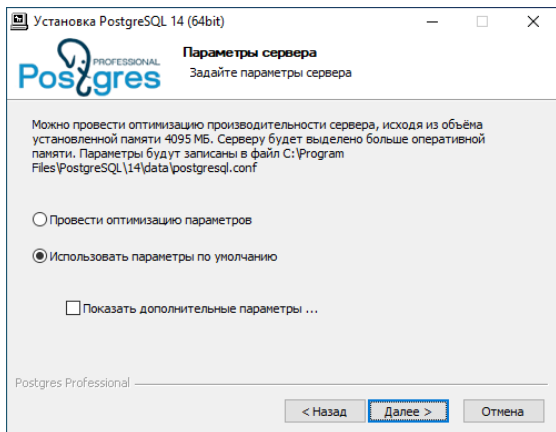 Установка PostgreSQL 14 (64bit)
PROFESSIONAL
Postgres
Параметры сервера
Задайте параметры сервера
Можно провести оптимизацию производительности сервера, исходя из объёма
установленной памяти 4095 МБ. Серверу будет выделено больше оперативной
памяти. Параметры будут записаны в файл C:\Program
Files\PostgreSQL\14\data\postgresql.conf
Провести оптимизацию параметров
Использовать параметры по умолчанию
Показать дополнительные параметры ...
Postgres Professional
< Назад Далее > Отмена